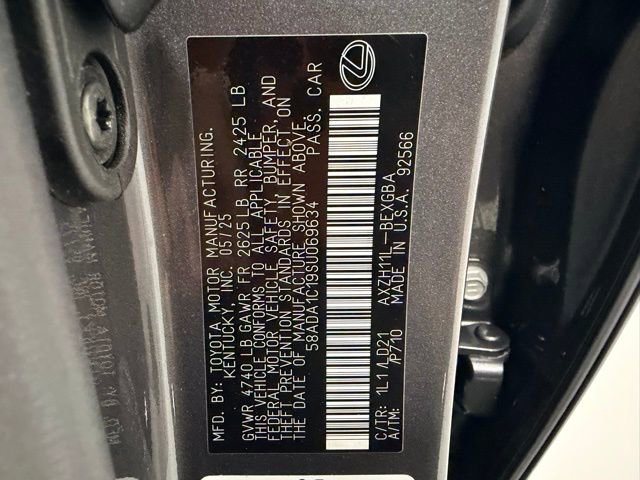 MFD. BY: TOYOTA MOTOR MANUFACTURING.
KENTUCKY, INC. 05/25
GVWR 4740 LB GAWR FR 2625LB RR 2425 LB
THIS VEHICLE CONFORMS TO ALL APPLICABLE
FEDERAL MOTOR VEHICLE SAFETY, BUMPER, AND
THEFT PREVENTION STANDARDS IN EFFECT ON
THE DATE OF MANUFACTURE SHOWN ABOVE.
58ADA1C19SU069634 PASS. CAR
C/TR: 1L1/LD21 AXZH11L-BEXGBA
A/TM: /P710 MADE IN U.S.A. 92566